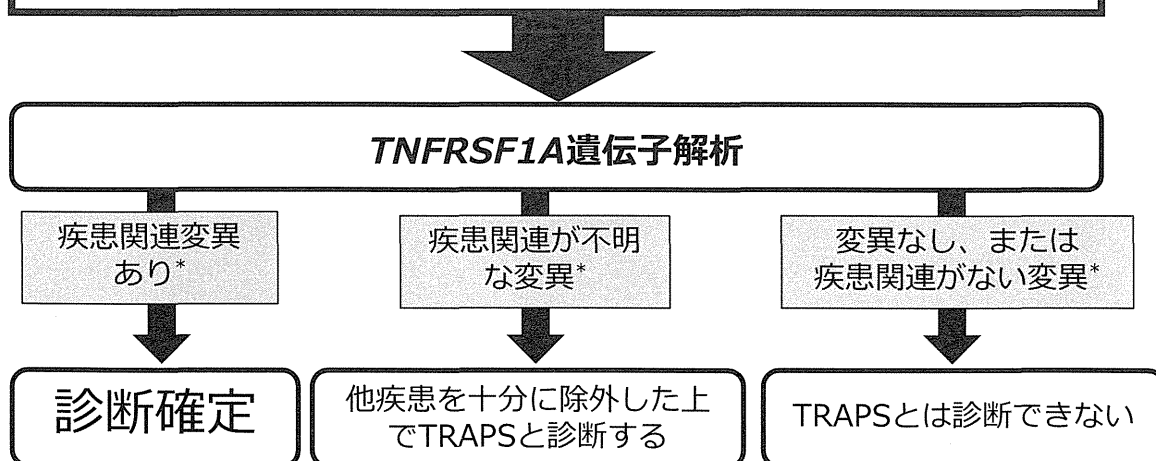 TNFRSF1A遺伝子解析
疾患関連変異
あり*
疾患関連が不明
な変異*
変異なし、または
疾患関連がない変異*
診断確定
他疾患を十分に除外した上
でTRAPSと診断する
TRAPSとは診断できない